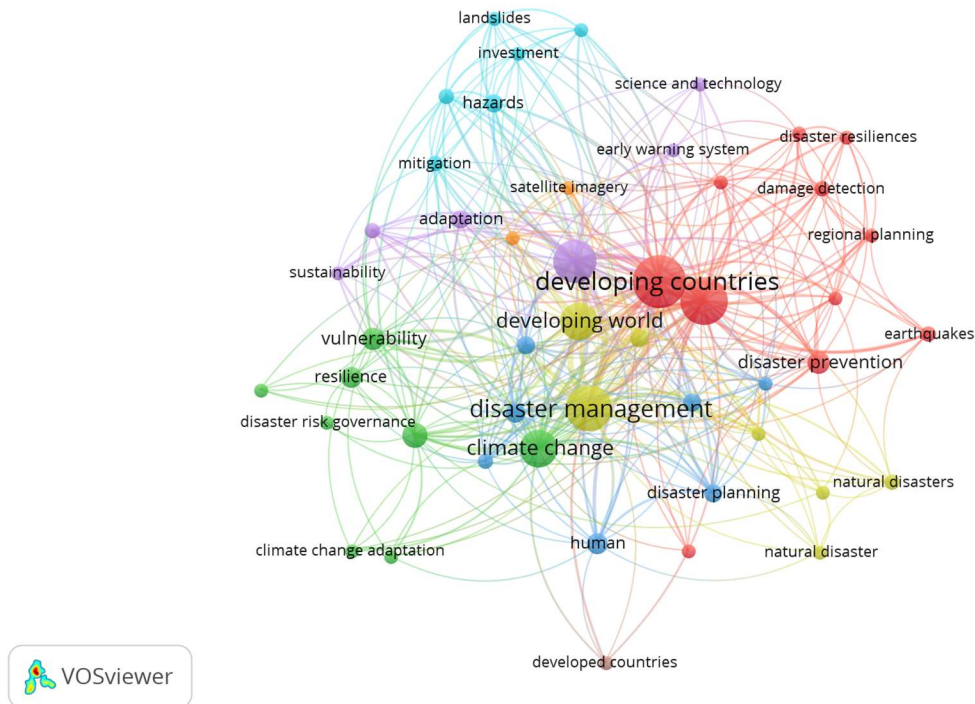 landslides
investment
science and technology
hazards
disaster resiliences
early warning system
mitigation
satellite imagery
damage detection
adaptation
regional planning
sustainability
developing countries
developing world
vulnerability
earthquakes
disaster prevention
resilience
disaster management
disaster risk governance
climate change
natural disasters
disaster planning
human
climate change adaptation
natural disaster
developed countries
VOSviewer